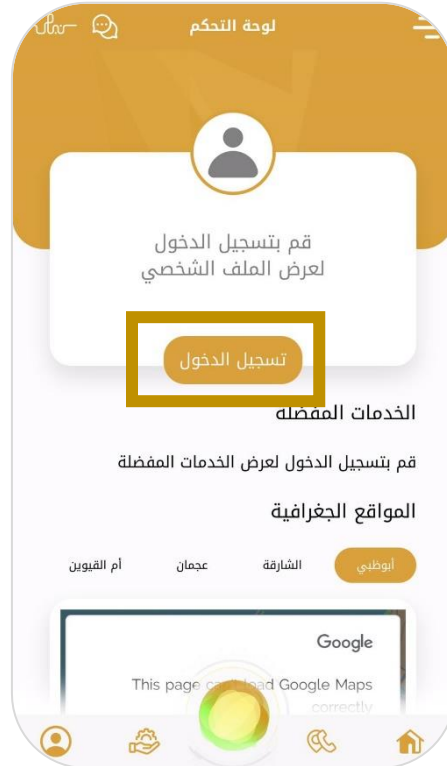 لوحة التحكم
قم بتسجيل الدخول
لعرض الملف الشخصي
تسجيل الدخول
الخدمات المفضلة
قم بتسجيل الدخول لعرض الخدمات المفضلة
المواقع الجغرافية
أبوظبي الشارقة عجمان أم القيوين
Google
This page can load Google Maps
correctly